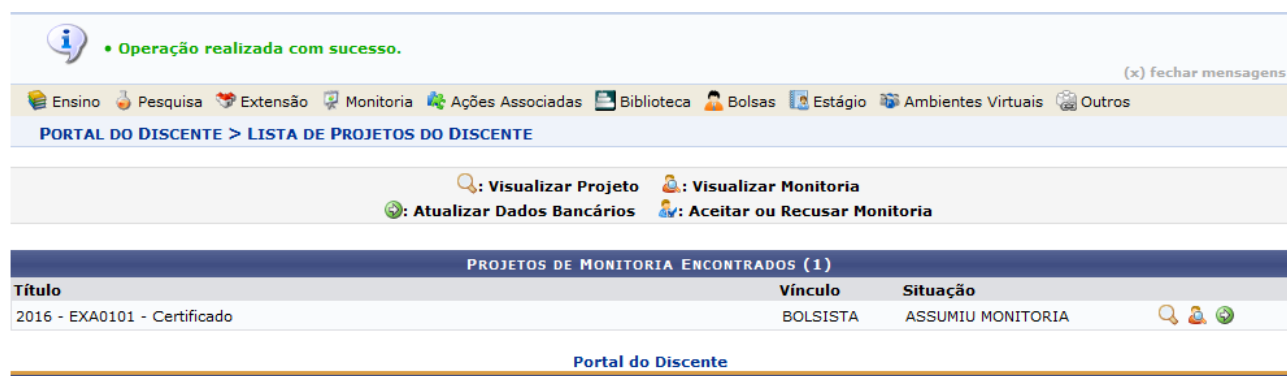 • Operação realizada com sucesso.
(x) fechar mensagens
Ensino Pesquisa Extensão Monitoria Ações Associadas Biblioteca Bolsas Estágio Ambientes Virtuais Outros
Portal do Discente > Lista de Projetos do Discente
: Visualizar Projeto : Visualizar Monitoria
: Atualizar Dados Bancários : Aceitar ou Recusar Monitoria
Projetos de Monitoria Encontrados (1)
Título Vínculo Situação
2016 - EXA0101 - Certificado BOLSISTA ASSUMIU MONITORIA
Portal do Discente